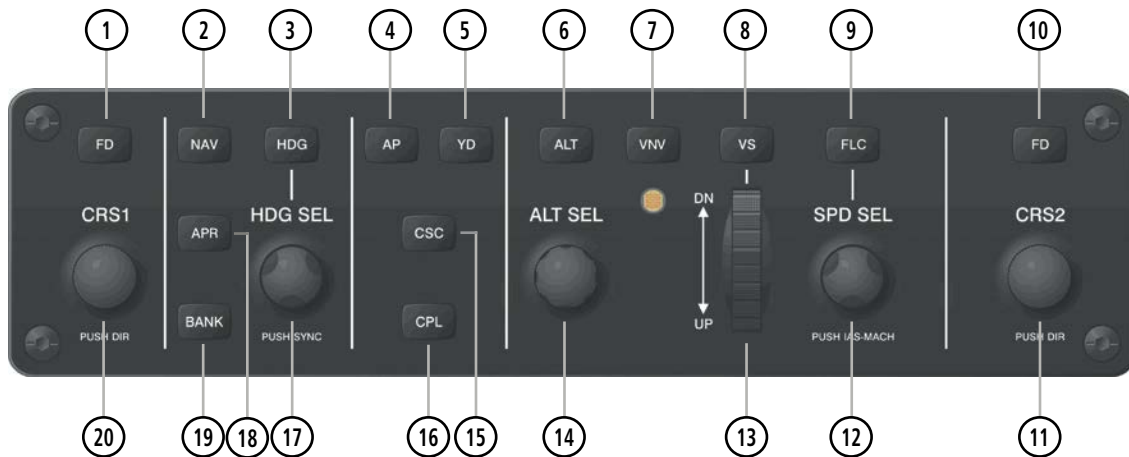 1 2 3 4 5 6 7 8 9 10
FD NAV HDG AP YD ALT VNV VS FLC FD
CRS1 HDG SEL ALT SEL DN SPD SEL CRS2
APR CSC
BANK CPL UP
PUSH DIR PUSH SYNC PUSH IAS-MACH PUSH DIR
20 19 18 17 16 15 14 13 12 11